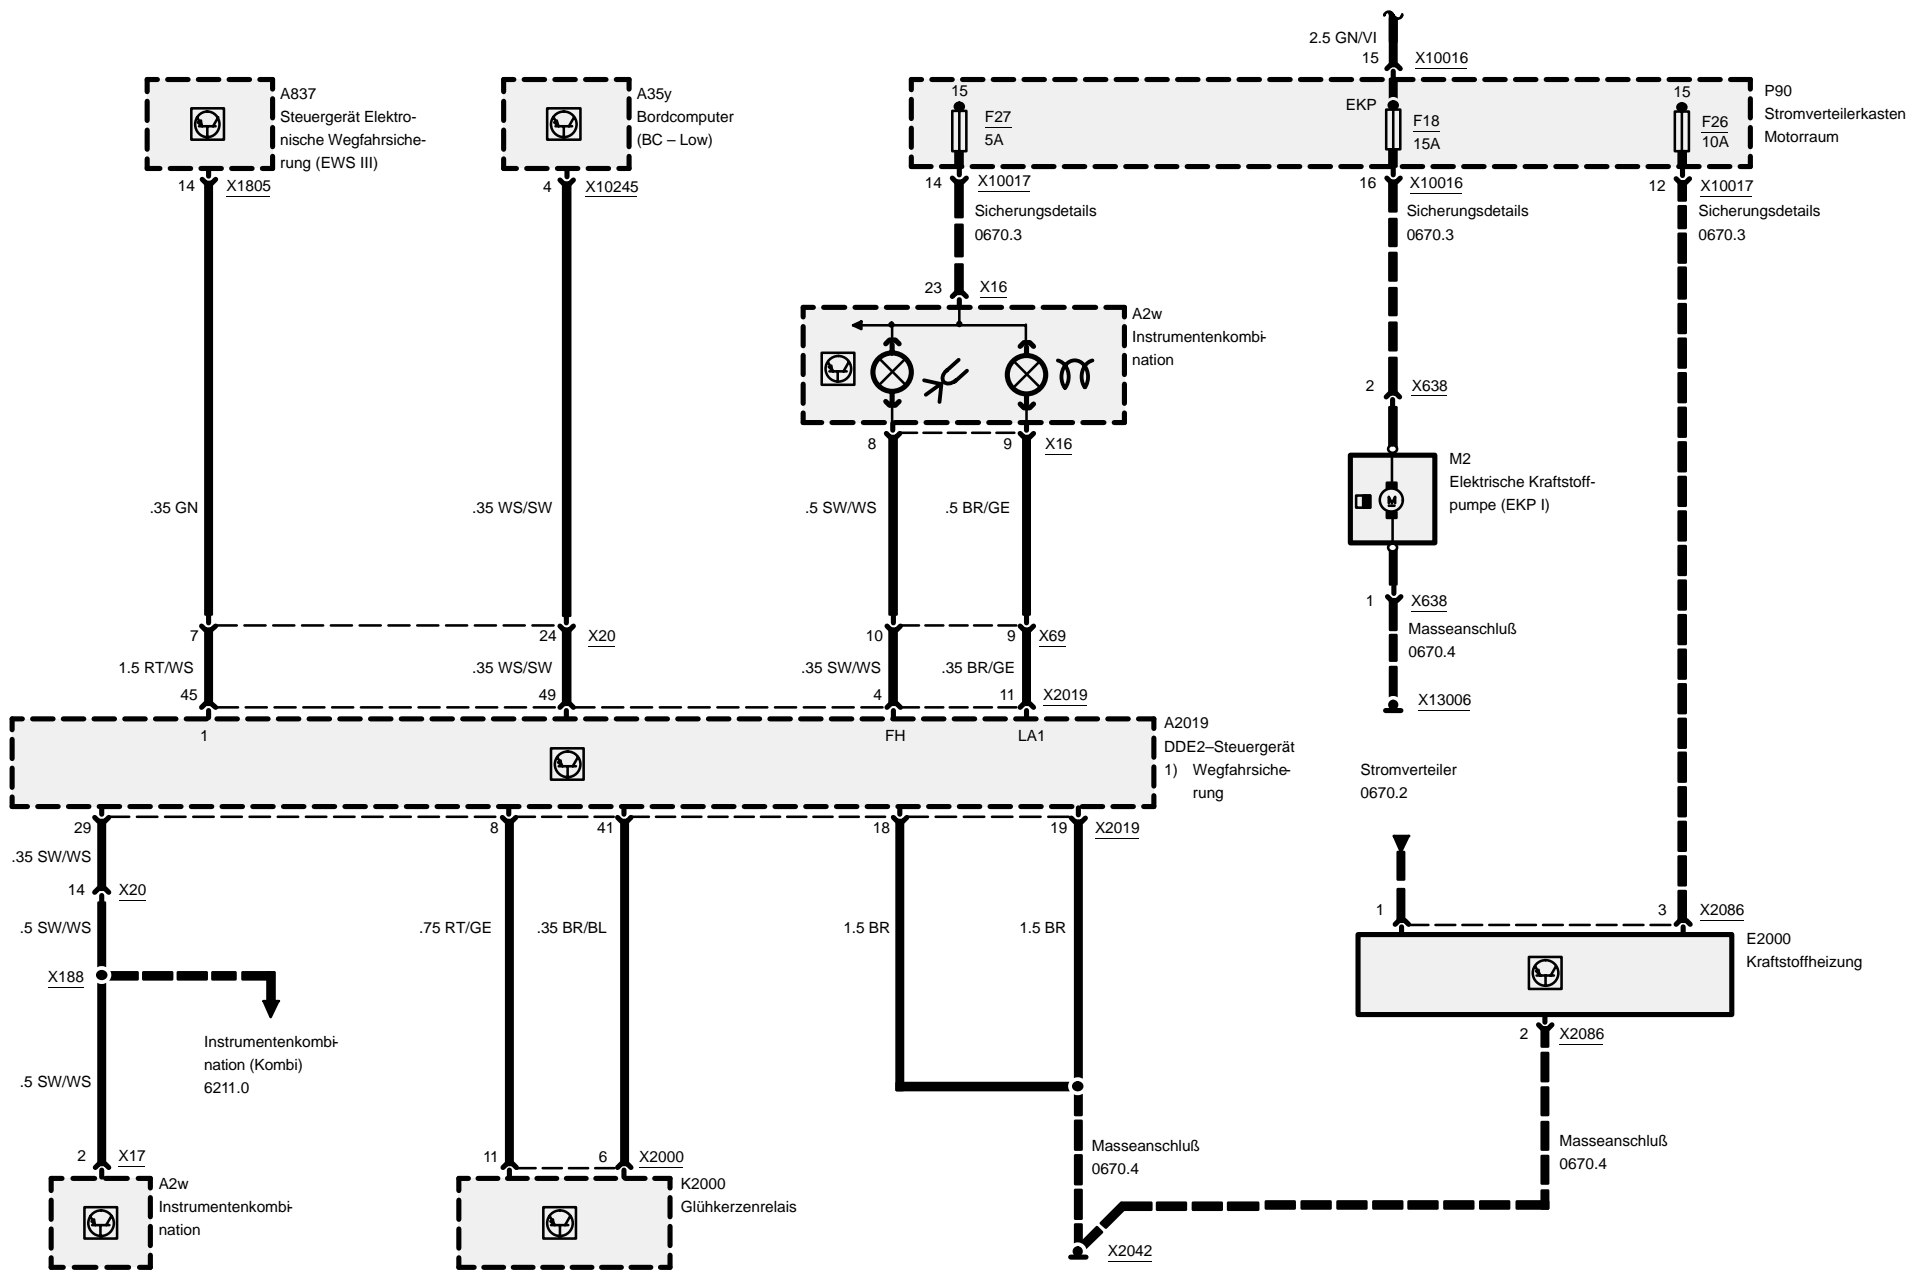 2.5 GN/VI
15 X10016
A837
Steuergerät Elektro-
nische Wegfahrsiche-
rung (EWS III)
14 X1805
A35y
Bordcomputer
(BC – Low)
4 X10245
15
F27
5A
EKP
F18
15A
15
F26
10A
P90
Stromverteilerkasten
Motorraum
14 X10017
Sicherungsdetails
0670.3
16 X10016
Sicherungsdetails
0670.3
12 X10017
Sicherungsdetails
0670.3
23 X16
A2w
Instrumentenkombi-
nation
8 9 X16
2 X638
M
M2
Elektrische Kraftstoff-
pumpe (EKP I)
1 X638
Masseanschluß
0670.4
X13006
.35 GN
.35 WS/SW
.5 SW/WS
.5 BR/GE
7 24 X20
10 9 X69
1.5 RT/WS
.35 WS/SW
.35 SW/WS
.35 BR/GE
45 49 4 11 X2019
1 FH LA1
A2019
DDE2–Steuergerät
1) Wegfahrsiche-
rung
Stromverteiler
0670.2
29 8 41 18 19 X2019
.35 SW/WS
14 X20
.5 SW/WS
.75 RT/GE
.35 BR/BL
1.5 BR
1.5 BR
1 3 X2086
E2000
Kraftstoffheizung
X188
Instrumentenkombi-
nation (Kombi)
6211.0
2 X2086
.5 SW/WS
Masseanschluß
0670.4
Masseanschluß
0670.4
2 X17
11 6 X2000
A2w
Instrumentenkombi-
nation
K2000
Glühkerzenrelais
X2042